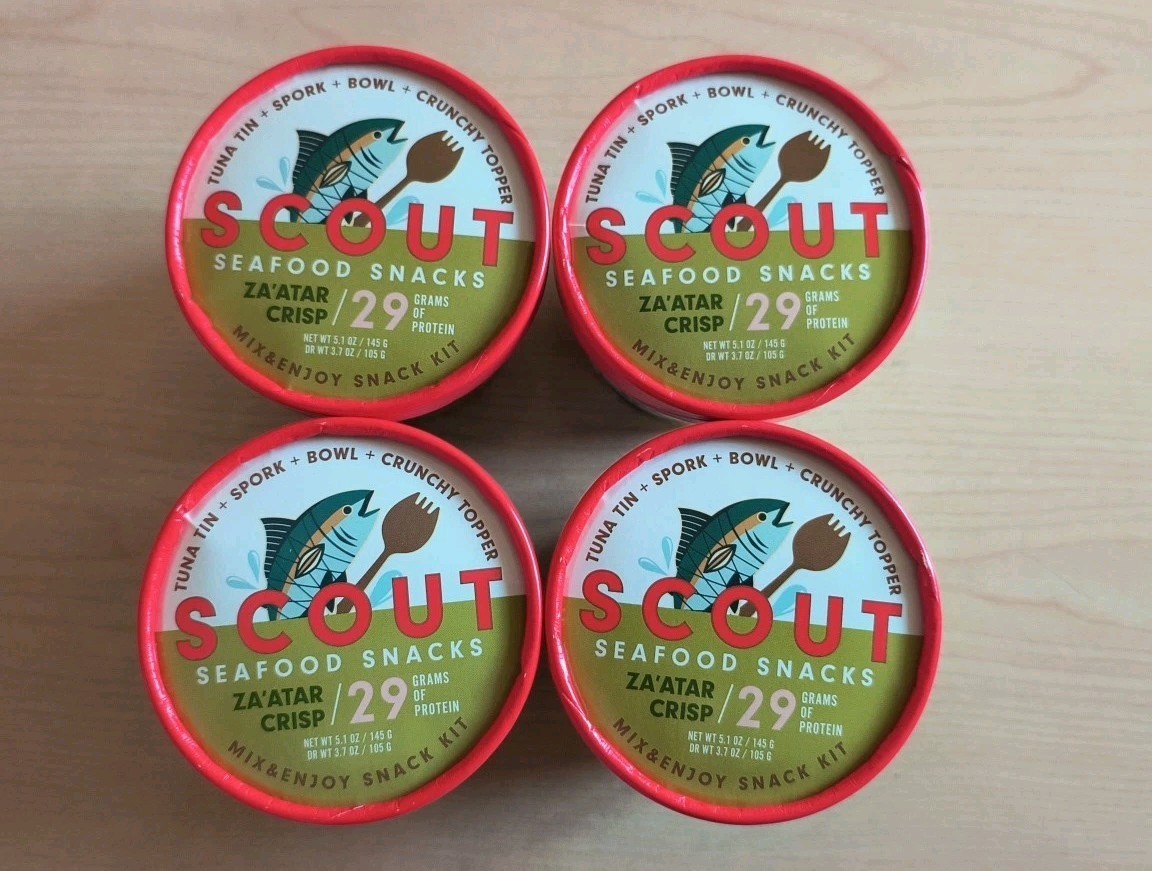 TUNA TIN + SPORK + BOWL + CRUNCHY TOPPER
SCOUT
SEAFOOD SNACKS
ZA'ATAR
CRISP
/29
GRAMS
OF
PROTEIN
NET WT 5.1 OZ / 145 G
DR WT 3.7 OZ / 105 G
MIX&ENJOY SNACK KIT
TUNA TIN + SPORK + BOWL + CRUNCHY TOPPER
SCOUT
SEAFOOD SNACKS
ZA'ATAR
CRISP
/29
GRAMS
OF
PROTEIN
NET WT 5.1 OZ / 145 G
DR WT 3.7 OZ / 105 G
MIX&ENJOY SNACK KIT
TUNA TIN + SPORK + BOWL + CRUNCHY TOPPER
SCOUT
SEAFOOD SNACKS
ZA'ATAR
CRISP
/29
GRAMS
OF
PROTEIN
NET WT 5.1 OZ / 145 G
DR WT 3.7 OZ / 105 G
MIX&ENJOY SNACK KIT
TUNA TIN + SPORK + BOWL + CRUNCHY TOPPER
SCOUT
SEAFOOD SNACKS
ZA'ATAR
CRISP
/29
GRAMS
OF
PROTEIN
NET WT 5.1 OZ / 145 G
DR WT 3.7 OZ / 105 G
MIX&ENJOY SNACK KIT